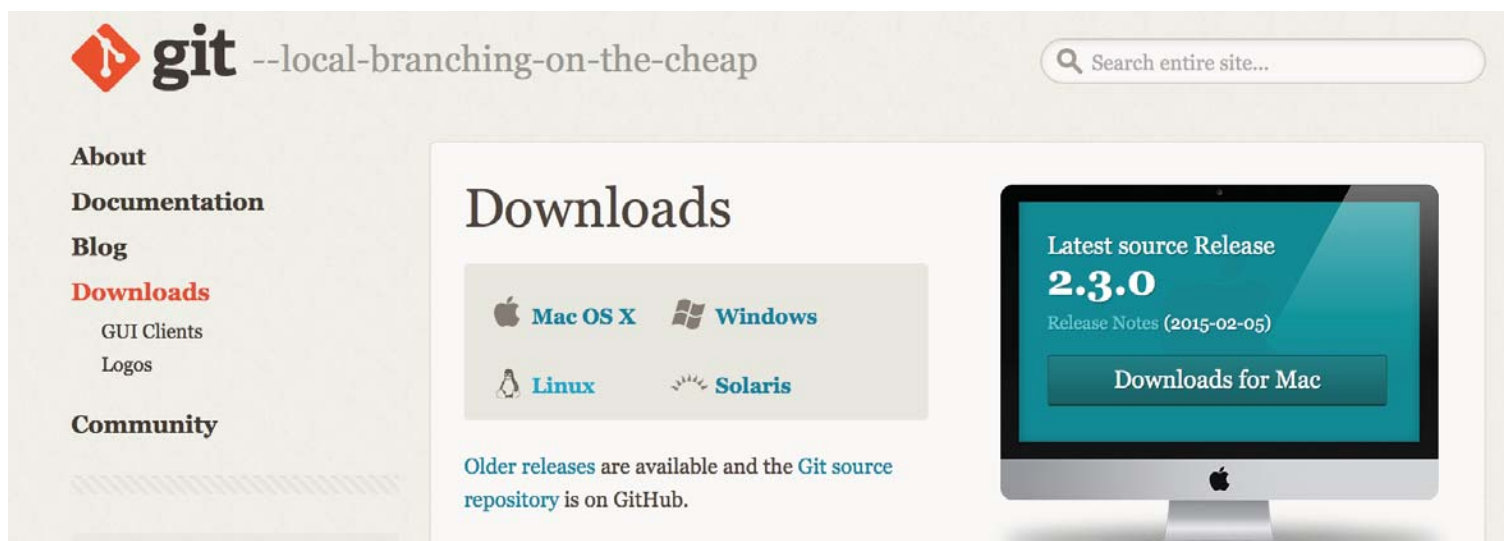 git --local-branching-on-the-cheap
Search entire site...
About
Documentation
Blog
Downloads
GUI Clients
Logos
Community
Downloads
Mac OS X
Windows
Linux
Solaris
Older releases are available and the Git source
repository is on GitHub.
Latest source Release
2.3.0
Release Notes (2015-02-05)
Downloads for Mac